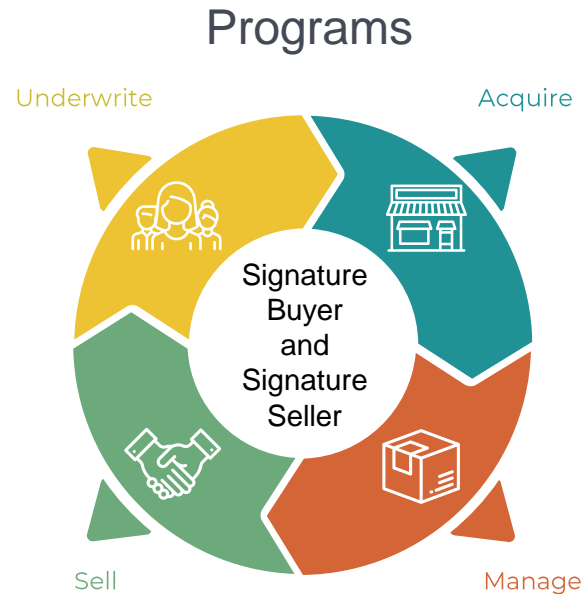 Programs
Underwrite
Acquire
Signature
Buyer
and
Signature
Seller
Sell
Manage